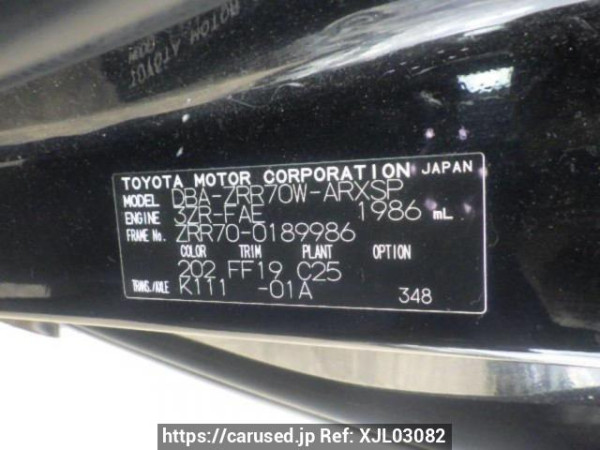 TOYOTA MOTOR CORPORATION JAPAN
MODEL DBA-ZRR70W-ARXSP
ENGINE 3ZR-FAE 1986 mL
FRAME No. ZRR70-0189986
COLOR TRIM PLANT OPTION
202 FF19 C25
TRANS./AXLE K111 -01A 348
https://carused.jp Ref: XJL03082